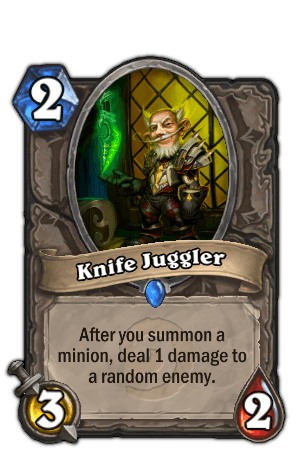 2
Knife Juggler
After you summon a
minion, deal 1 damage to
a random enemy.
3
2